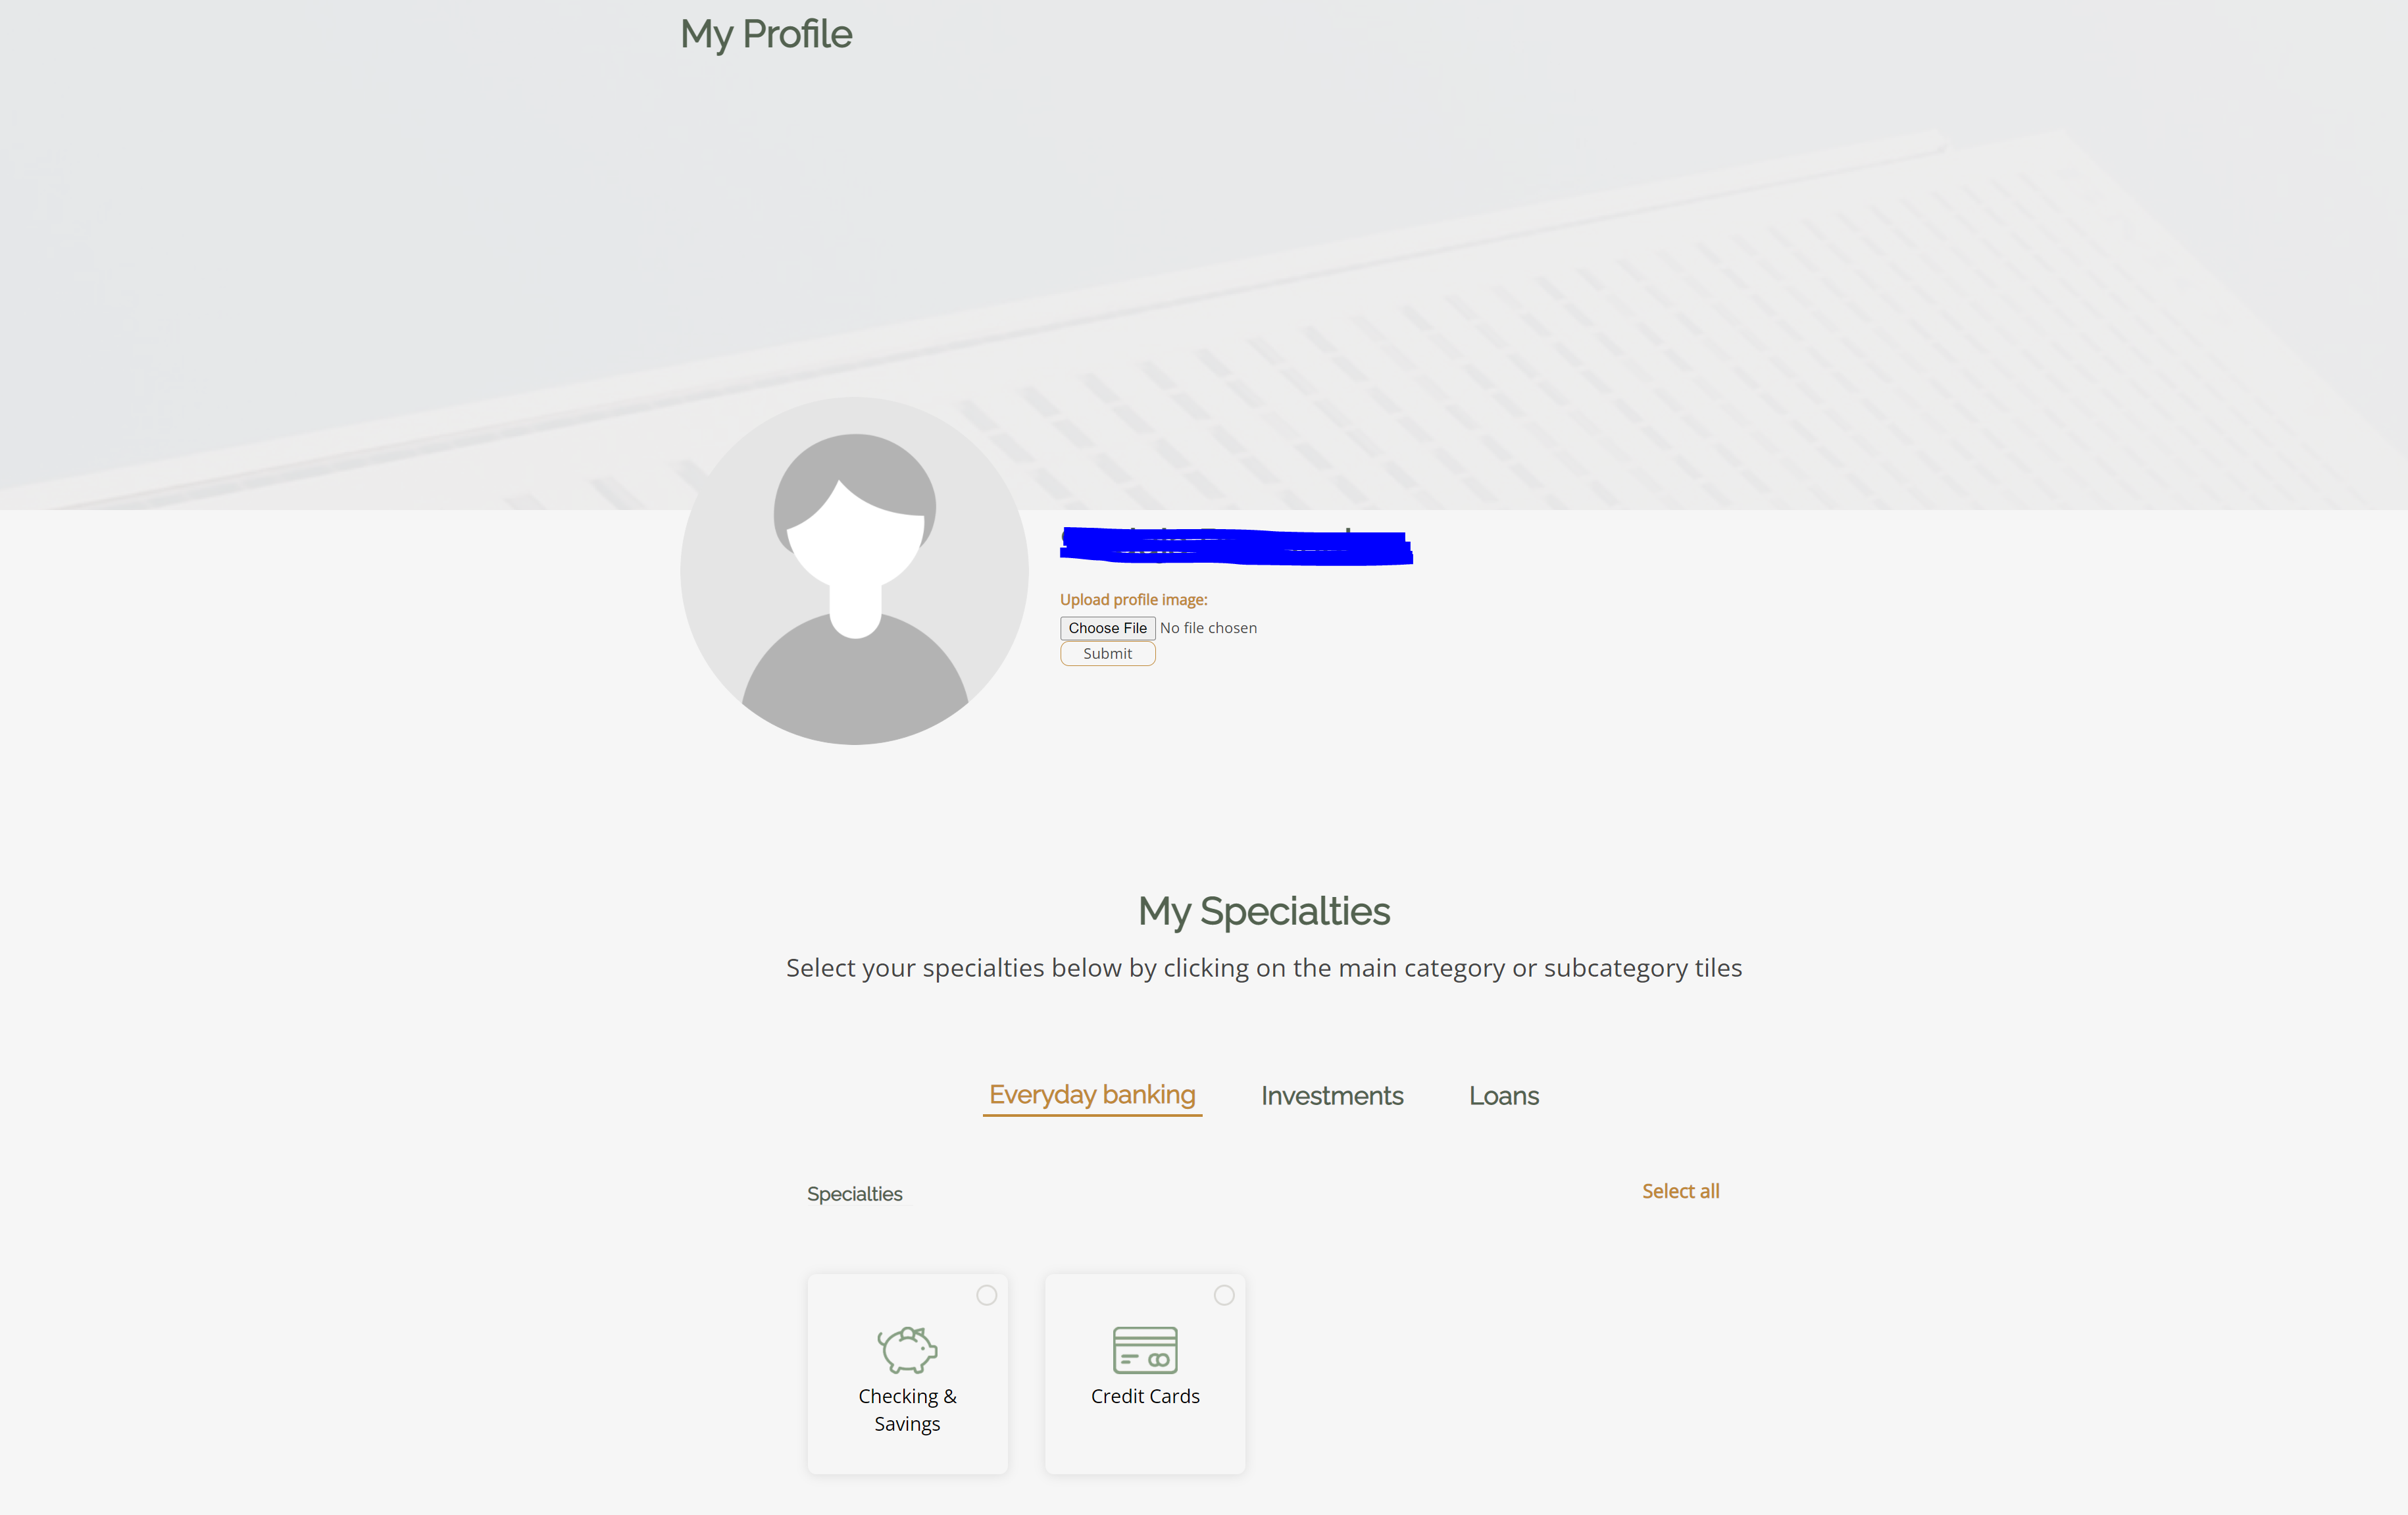 My Profile
Upload profile image:
Choose File No file chosen
Submit
My Specialties
Select your specialties below by clicking on the main category or subcategory tiles
Everyday banking Investments Loans
Specialties Select all
Checking &
Savings
Credit Cards